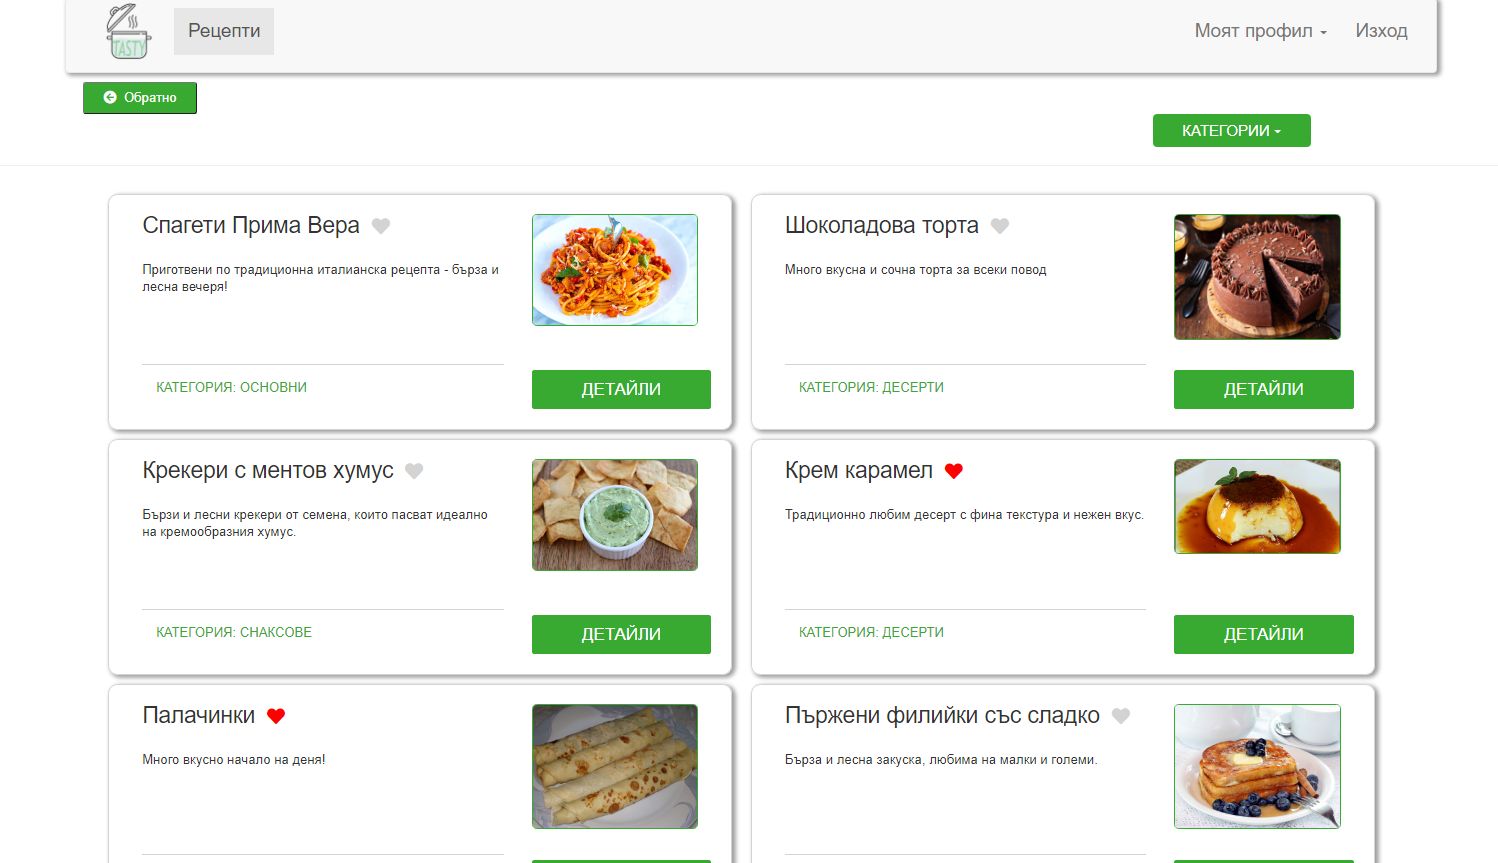 TASTY
Рецепти
Моят профил
Изход
Обратно
КАТЕГОРИИ
Спагети Прима Вера
Приготвени по традиционна италианска рецепта - бърза и
лесна вечеря!
КАТЕГОРИЯ: ОСНОВНИ
ДЕТАЙЛИ
Шоколадова торта
Много вкусна и сочна торта за всеки повод
КАТЕГОРИЯ: ДЕСЕРТИ
ДЕТАЙЛИ
Крекери с ментов хумус
Бързи и лесни крекери от семена, които пасват идеално
на кремообразния хумус.
КАТЕГОРИЯ: СНАКСОВЕ
ДЕТАЙЛИ
Крем карамел
Традиционно любим десерт с фина текстура и нежен вкус.
КАТЕГОРИЯ: ДЕСЕРТИ
ДЕТАЙЛИ
Палачинки
Много вкусно начало на деня!
Пържени филийки със сладко
Бърза и лесна закуска, любима на малки и големи.